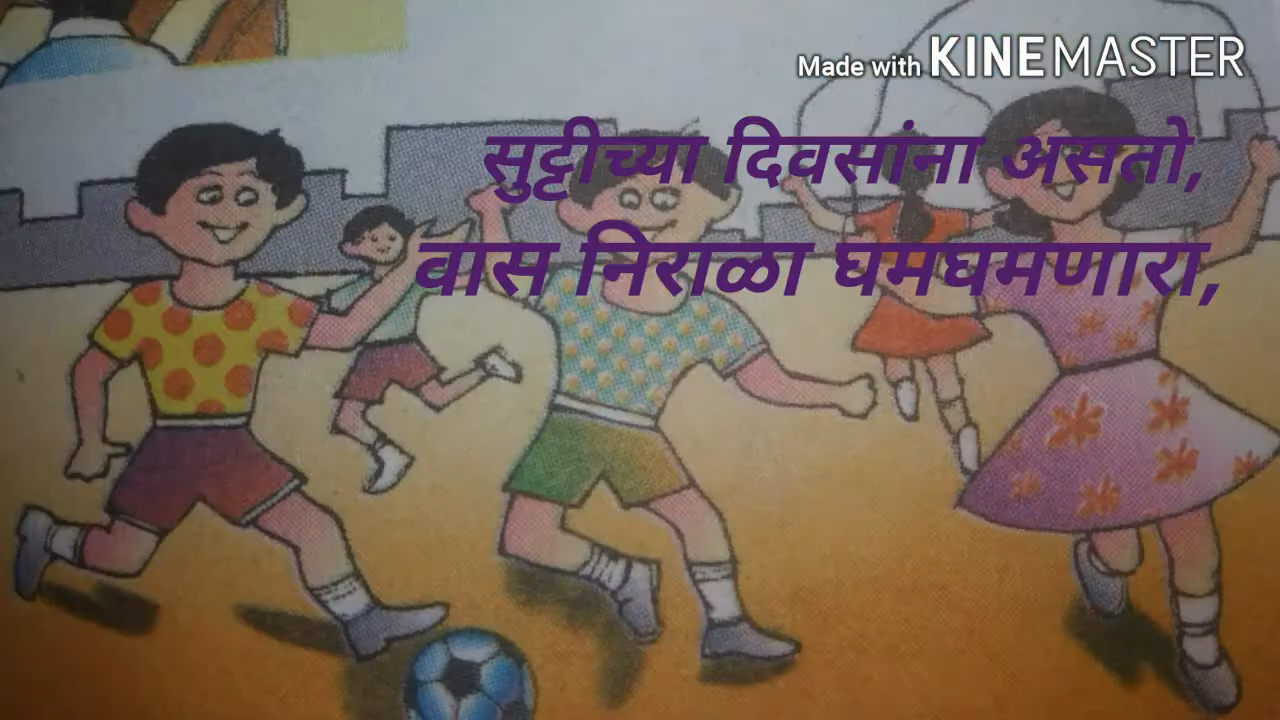 Made with KINEMASTER
सुट्टीच्या दिवसांना असतो,
वास निराळा घमघमणारा,